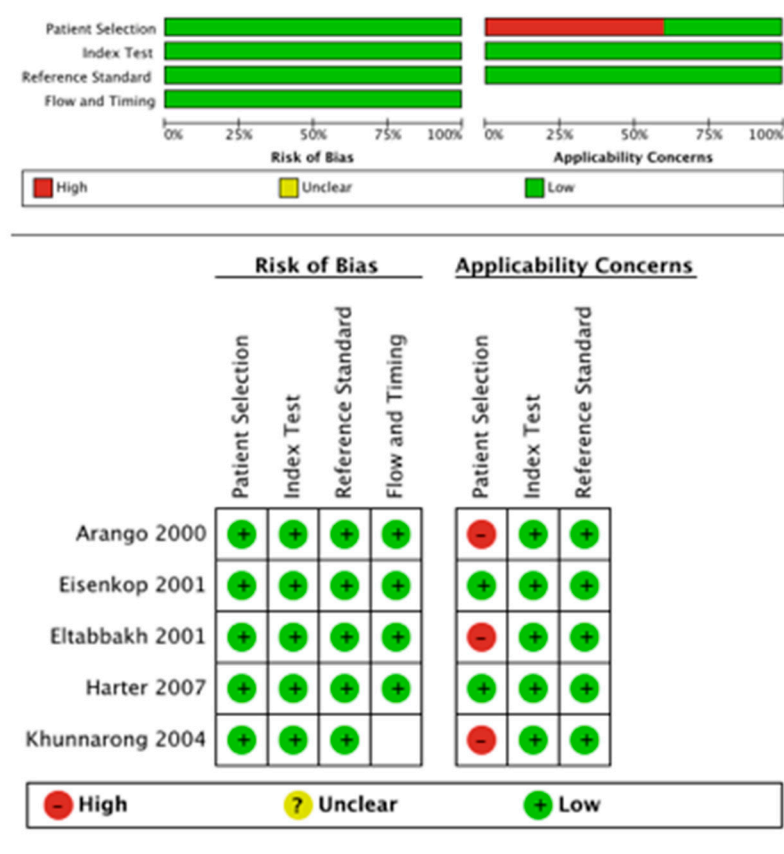 Patient Selection
Index Test
Reference Standard
Flow and Timing
0% 25% 50% 75% 100% 0% 25% 50% 75% 100%
Risk of Bias Applicability Concerns
High Unclear Low
Risk of Bias Applicability Concerns
Patient Selection
Index Test
Reference Standard
Flow and Timing
Patient Selection
Index Test
Reference Standard
Arango 2000 + + + + - + +
Eisenkop 2001 + + + + + + +
Eltabbakh 2001 + + + + - + +
Harter 2007 + + + + + + +
Khunnarong 2004 + + + - + +
- High ? Unclear + Low